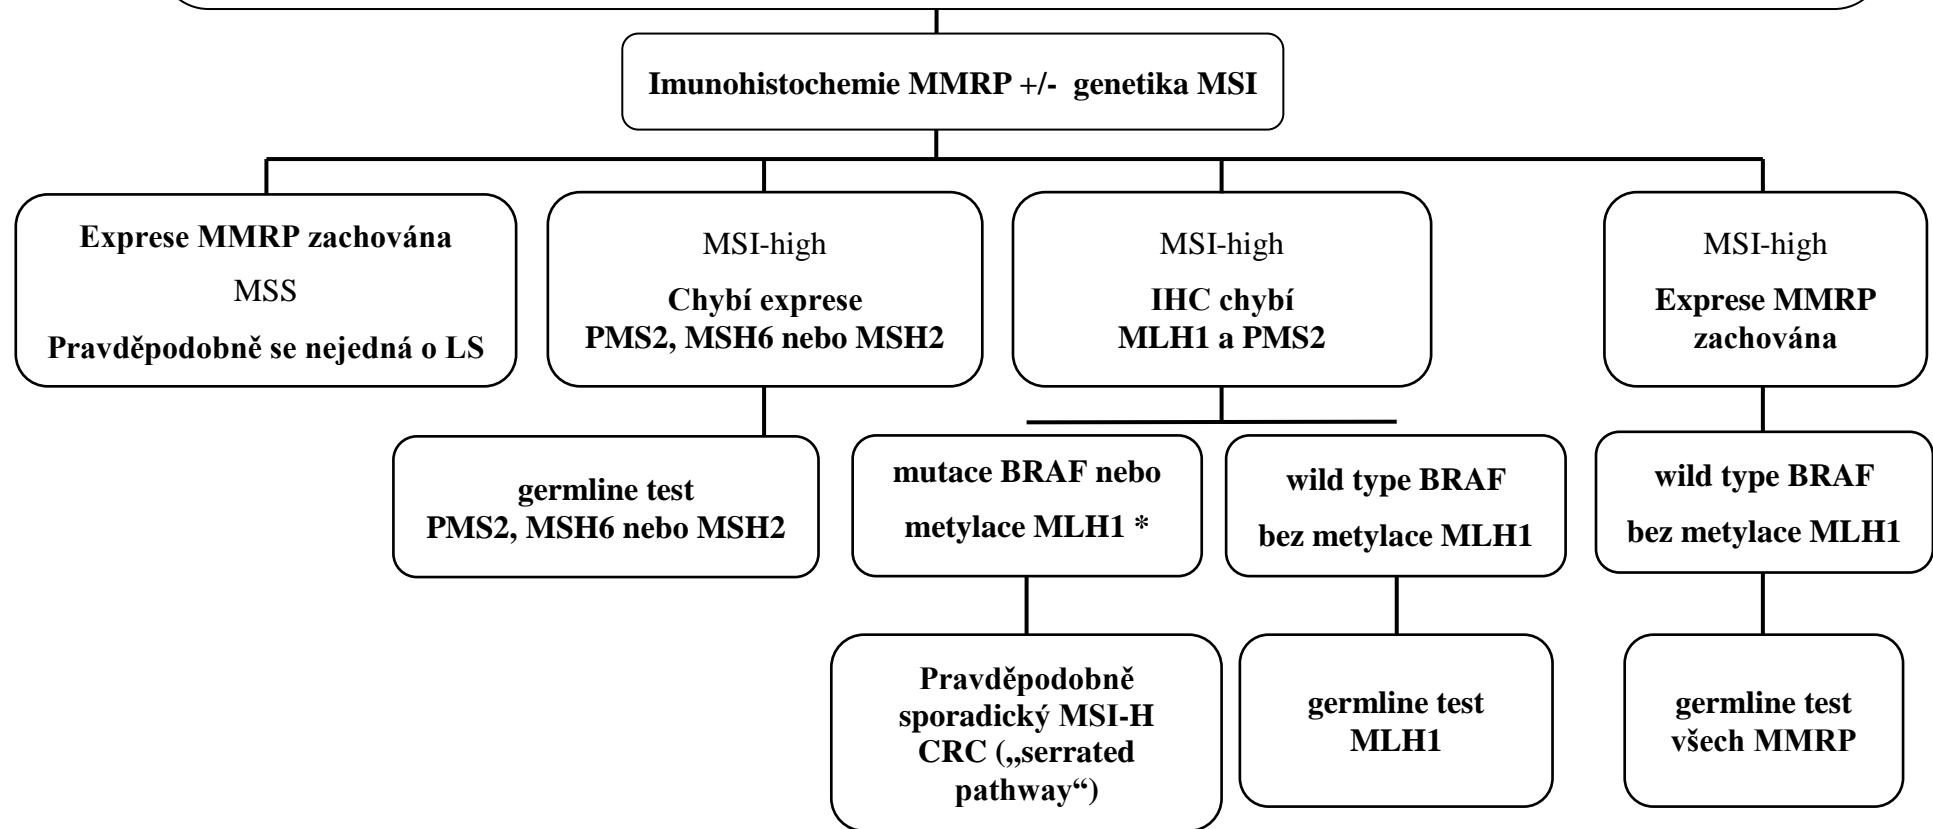 Imunohistochemie MMRP +/- genetika MSI
Exprese MMRP zachována
MSS
Pravděpodobně se nejedná o LS
MSI-high
Chybí exprese
PMS2, MSH6 nebo MSH2
MSI-high
IHC chybí
MLH1 a PMS2
MSI-high
Exprese MMRP
zachována
germline test
PMS2, MSH6 nebo MSH2
mutace BRAF nebo
metylace MLH1 *
wild type BRAF
bez metylace MLH1
wild type BRAF
bez metylace MLH1
Pravděpodobně
sporadický MSI-H
CRC („serrated
pathway“)
germline test
MLH1
germline test
všech MMRP